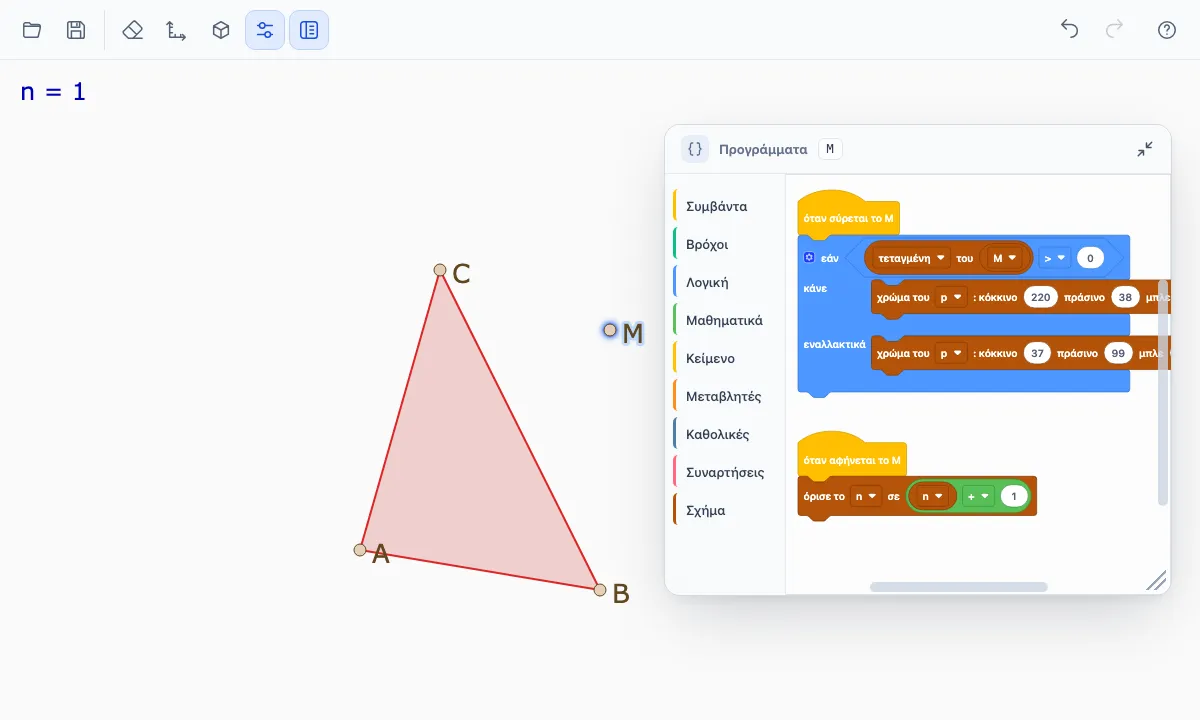 n = 1
Προγράμματα M
Συμβάντα
Βρόχοι
Λογική
Μαθηματικά
Κείμενο
Μεταβλητές
Καθολικές
Συναρτήσεις
Σχήμα
όταν σύρεται το M
εάν τεταγμένη του M > 0
κάνε
χρώμα του p : κόκκινο 220 πράσινο 38
εναλλακτικά
χρώμα του p : κόκκινο 37 πράσινο 99
όταν αφήνεται το M
όρισε το n σε n + 1
C
M
A
B